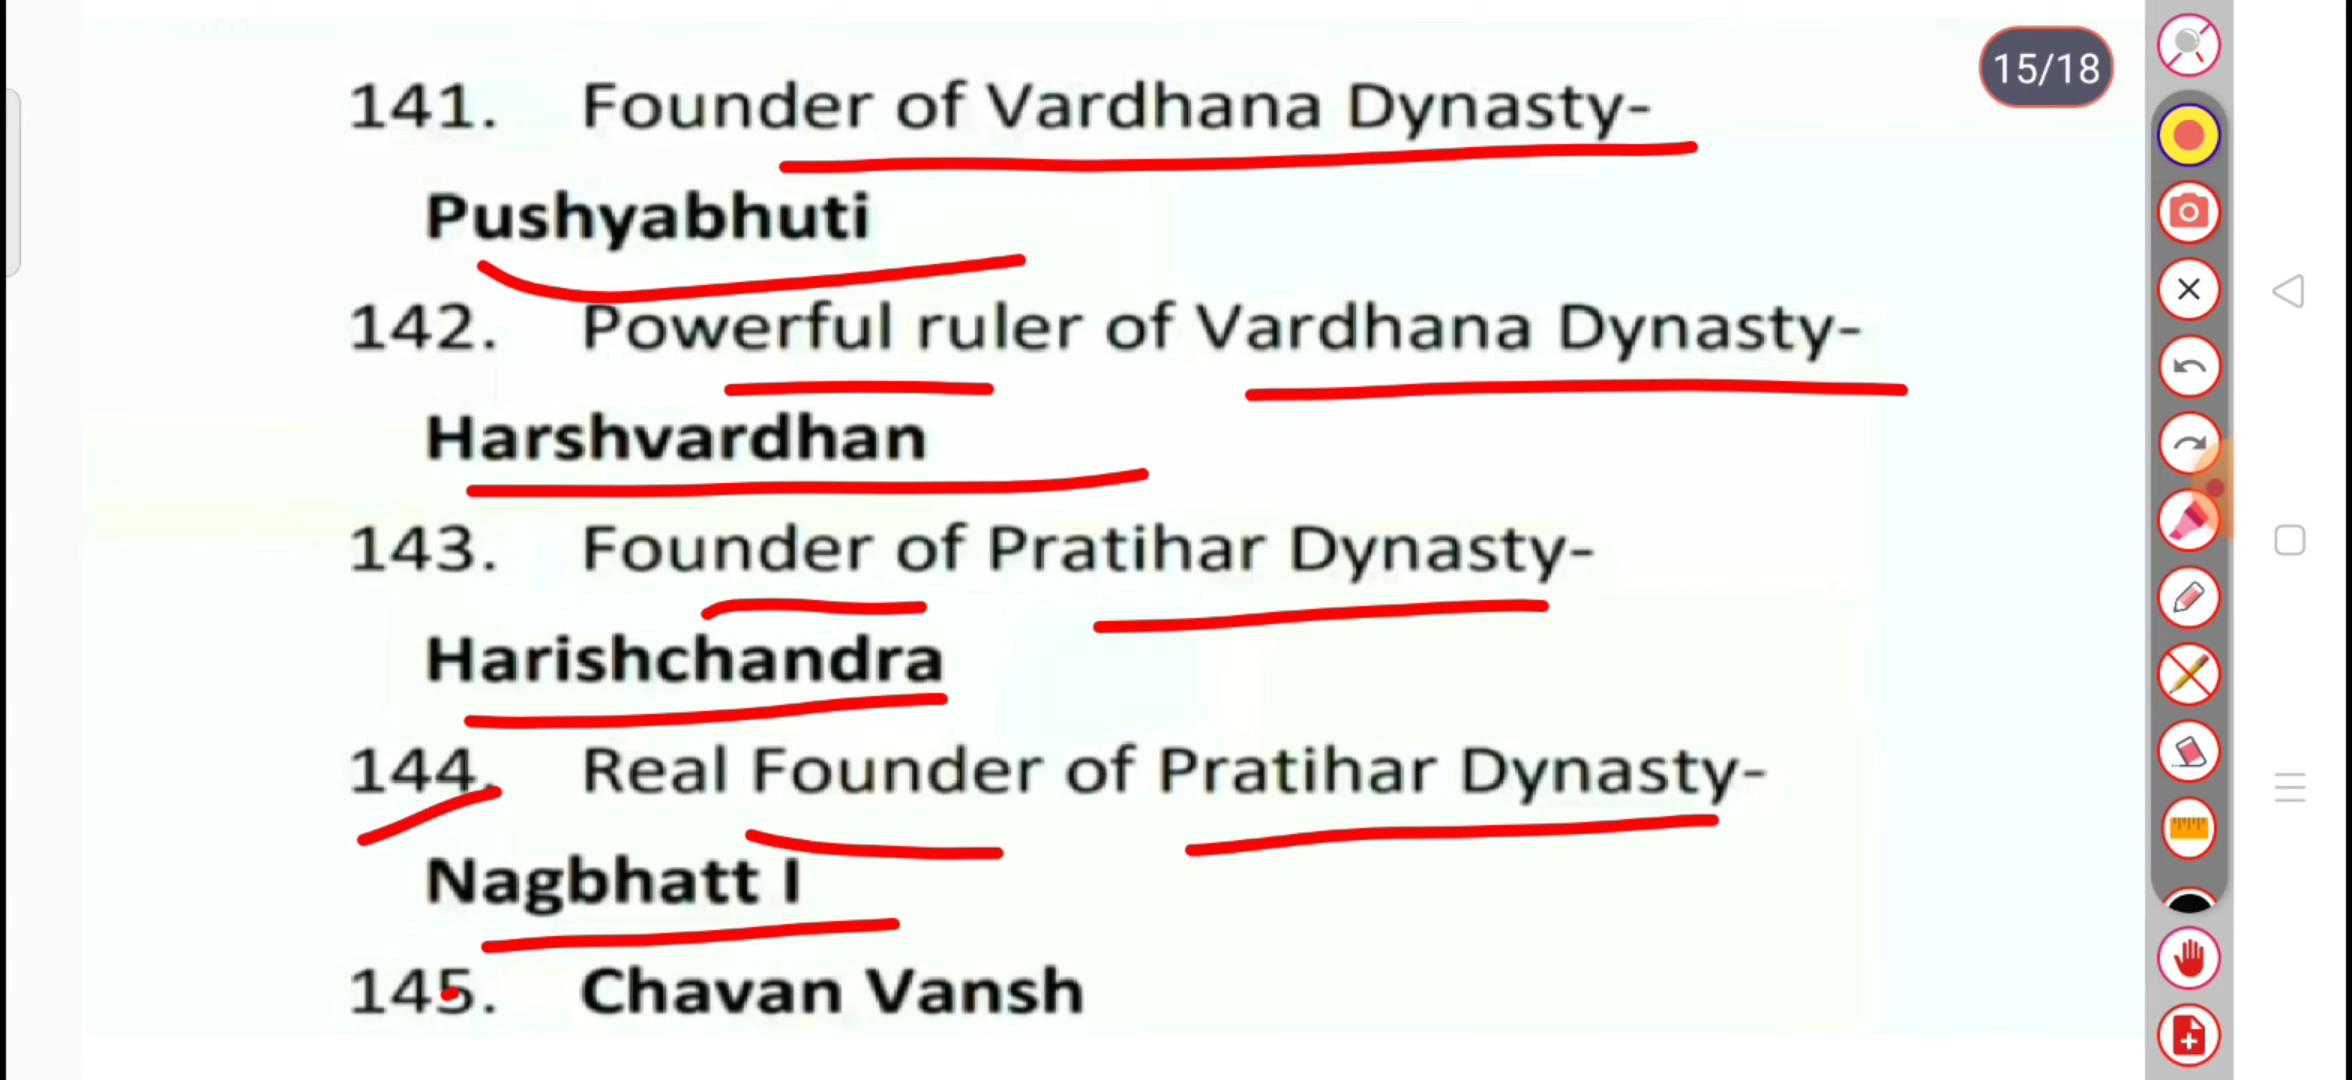 15/18
141. Founder of Vardhana Dynasty-
Pushyabhuti
142. Powerful ruler of Vardhana Dynasty-
Harshvardhan
143. Founder of Pratihar Dynasty-
Harishchandra
144. Real Founder of Pratihar Dynasty-
Nagbhatt I
145. Chavan Vansh